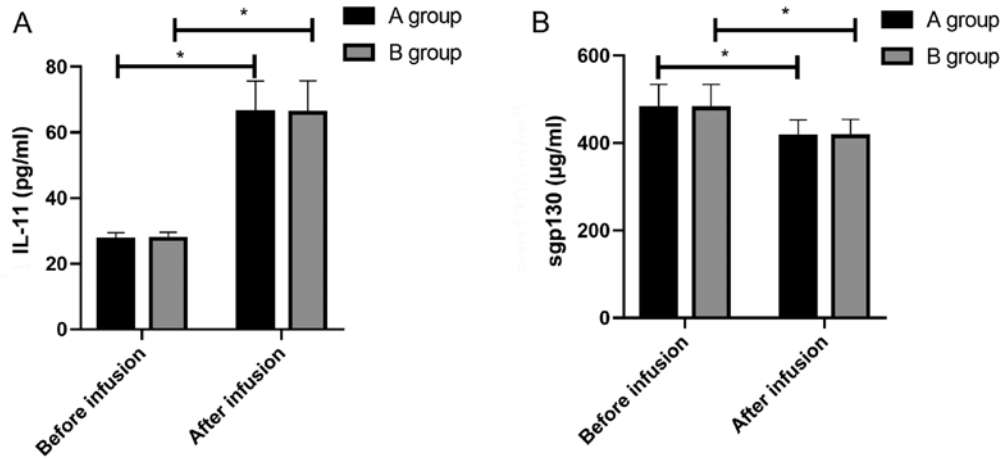 A
*
*
A group
B group
80
60
40
20
0
IL-11 (pg/ml)
Before infusion
After infusion
B
*
*
A group
B group
600
400
200
0
sgp130 (μg/ml)
Before infusion
After infusion